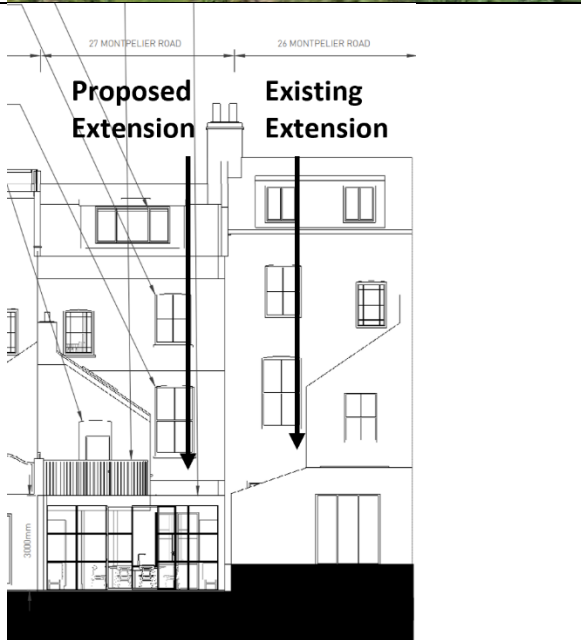 27 MONTPELIER ROAD
26 MONTPELIER ROAD
Proposed
Extension
Existing
Extension
3000mm